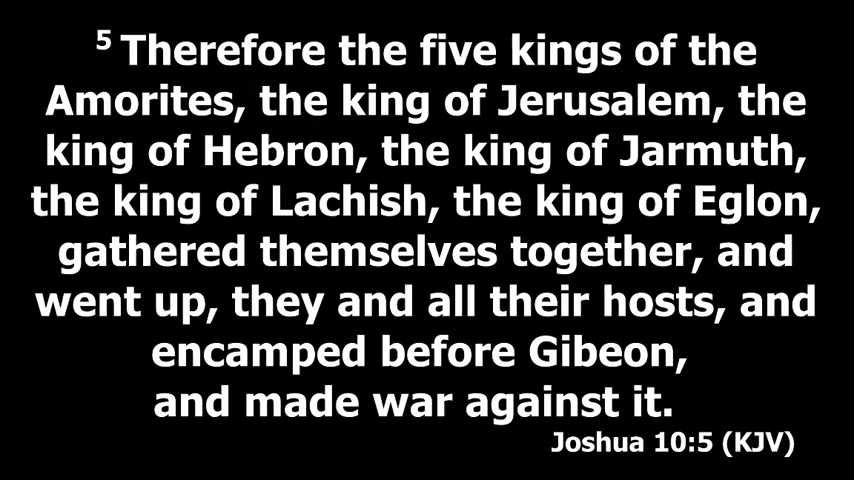 5 Therefore the five kings of the
Amorites, the king of Jerusalem, the
king of Hebron, the king of Jarmuth,
the king of Lachish, the king of Eglon,
gathered themselves together, and
went up, they and all their hosts, and
encamped before Gibeon,
and made war against it.
Joshua 10:5 (KJV)